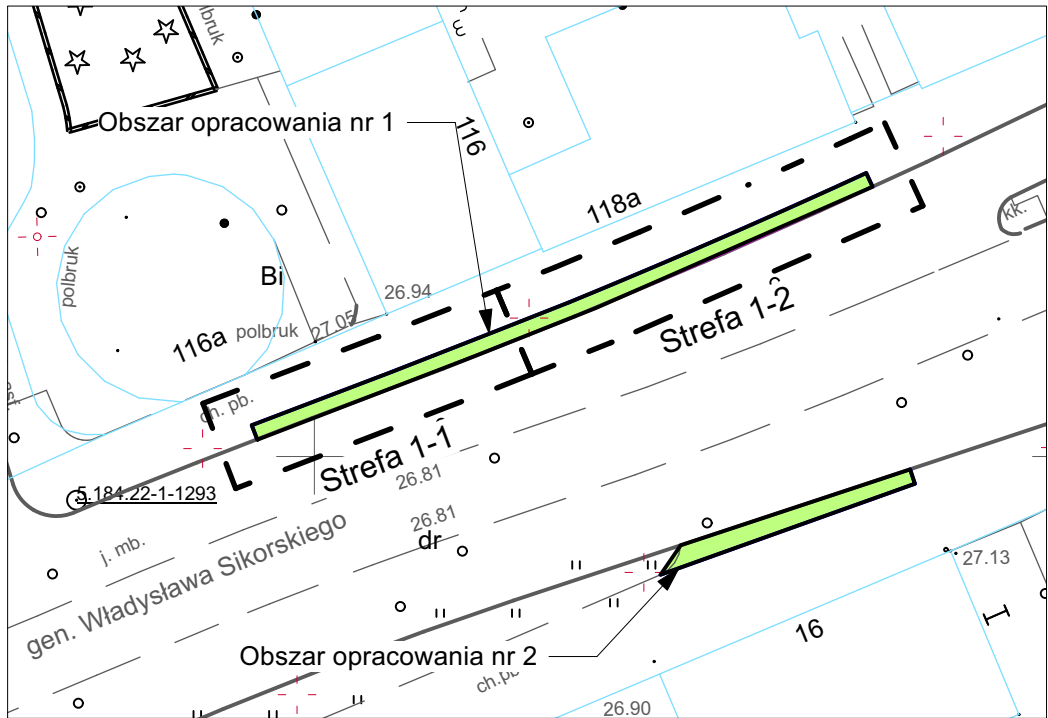 polbruk
3
Obszar opracowania nr 1
116
118a
kk.
polbruk
Bi
26.94
27.05
116a polbruk
Strefa 1-2
ch. pb.
Strefa 1-1
5.184.22-1-1293
26.81
26.81
j. mb.
dr
gen. Władysława Sikorskiego
27.13
16
Obszar opracowania nr 2
26.90